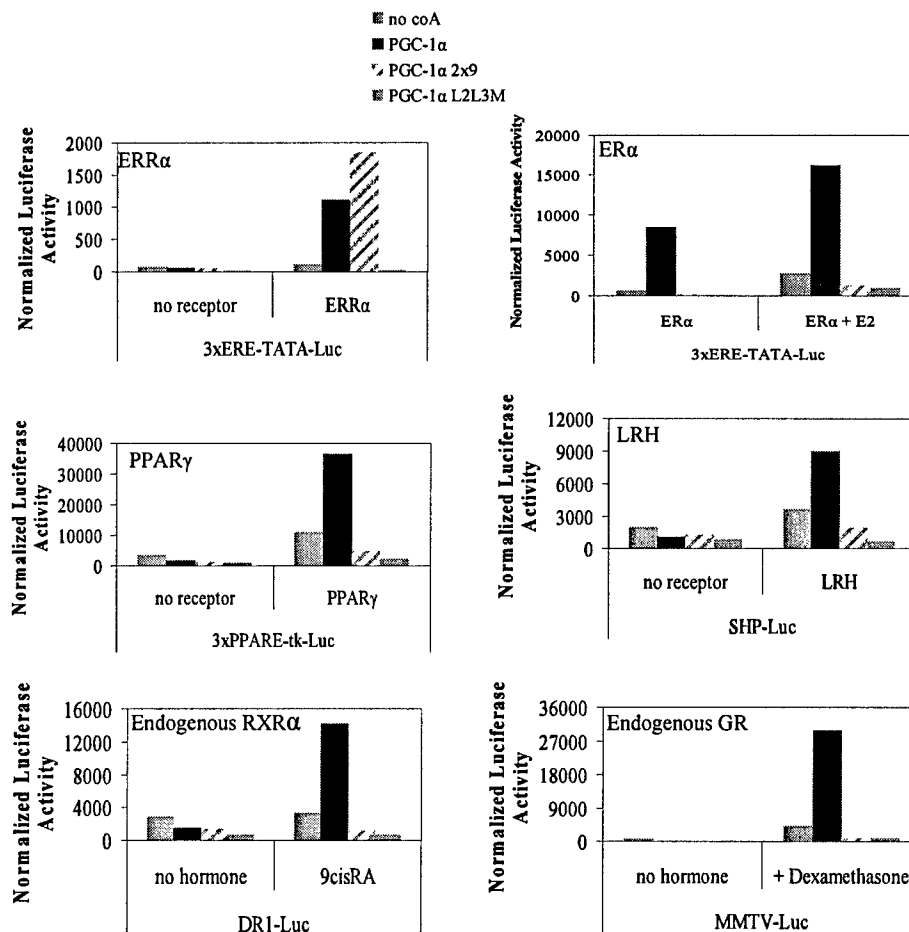 no coA
PGC-1α
PGC-1α 2x9
PGC-1α L2L3M
ERRα
Normalized Luciferase
Activity
2000
1500
1000
500
0
no receptor
ERRα
3xERE-TATA-Luc
ERα
Normalized Luciferase Activity
20000
15000
10000
5000
0
ERα
ERα + E2
3xERE-TATA-Luc
PPARγ
Normalized Luciferase
Activity
40000
30000
20000
10000
0
no receptor
PPARγ
3xPPARE-tk-Luc
LRH
Normalized Luciferase
Activity
12000
9000
6000
3000
0
no receptor
LRH
SHP-Luc
Endogenous RXRα
Normalized Luciferase
Activity
16000
12000
8000
4000
0
no hormone
9cisRA
DR1-Luc
Endogenous GR
Normalized Luciferase
Activity
36000
27000
18000
9000
0
no hormone
+ Dexamethasone
MMTV-Luc